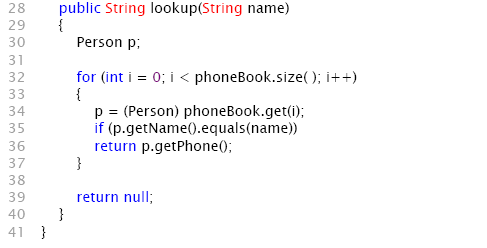 28 public String lookup(String name)
29 {
30 Person p;
31
32 for (int i = 0; i < phoneBook.size( ); i++)
33 {
34 p = (Person) phoneBook.get(i);
35 if (p.getName().equals(name))
36 return p.getPhone();
37 }
38
39 return null;
40 }
41 }